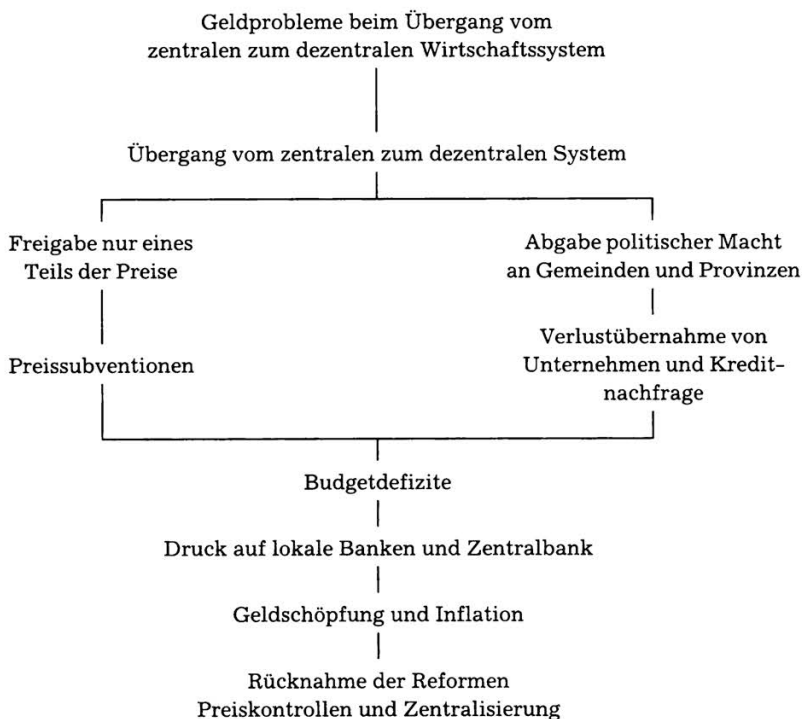 Geldprobleme beim Übergang vom
zentralen zum dezentralen Wirtschaftssystem
Übergang vom zentralen zum dezentralen System
Freigabe nur eines
Teils der Preise
Abgabe politischer Macht
an Gemeinden und Provinzen
Preissubventionen
Verlustübernahme von
Unternehmen und Kredit-
nachfrage
Budgetdefizite
Druck auf lokale Banken und Zentralbank
Geldschöpfung und Inflation
Rücknahme der Reformen
Preiskontrollen und Zentralisierung